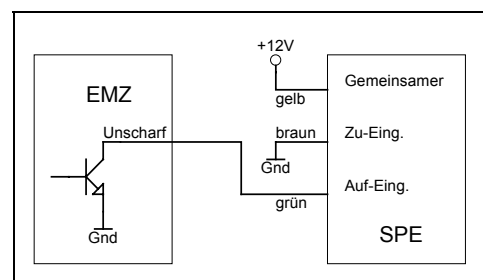 +12V
EMZ
Gemeinsamer
gelb
Unscharf
braun
Zu-Eing.
Gnd
Auf-Eing.
grün
Gnd
SPE